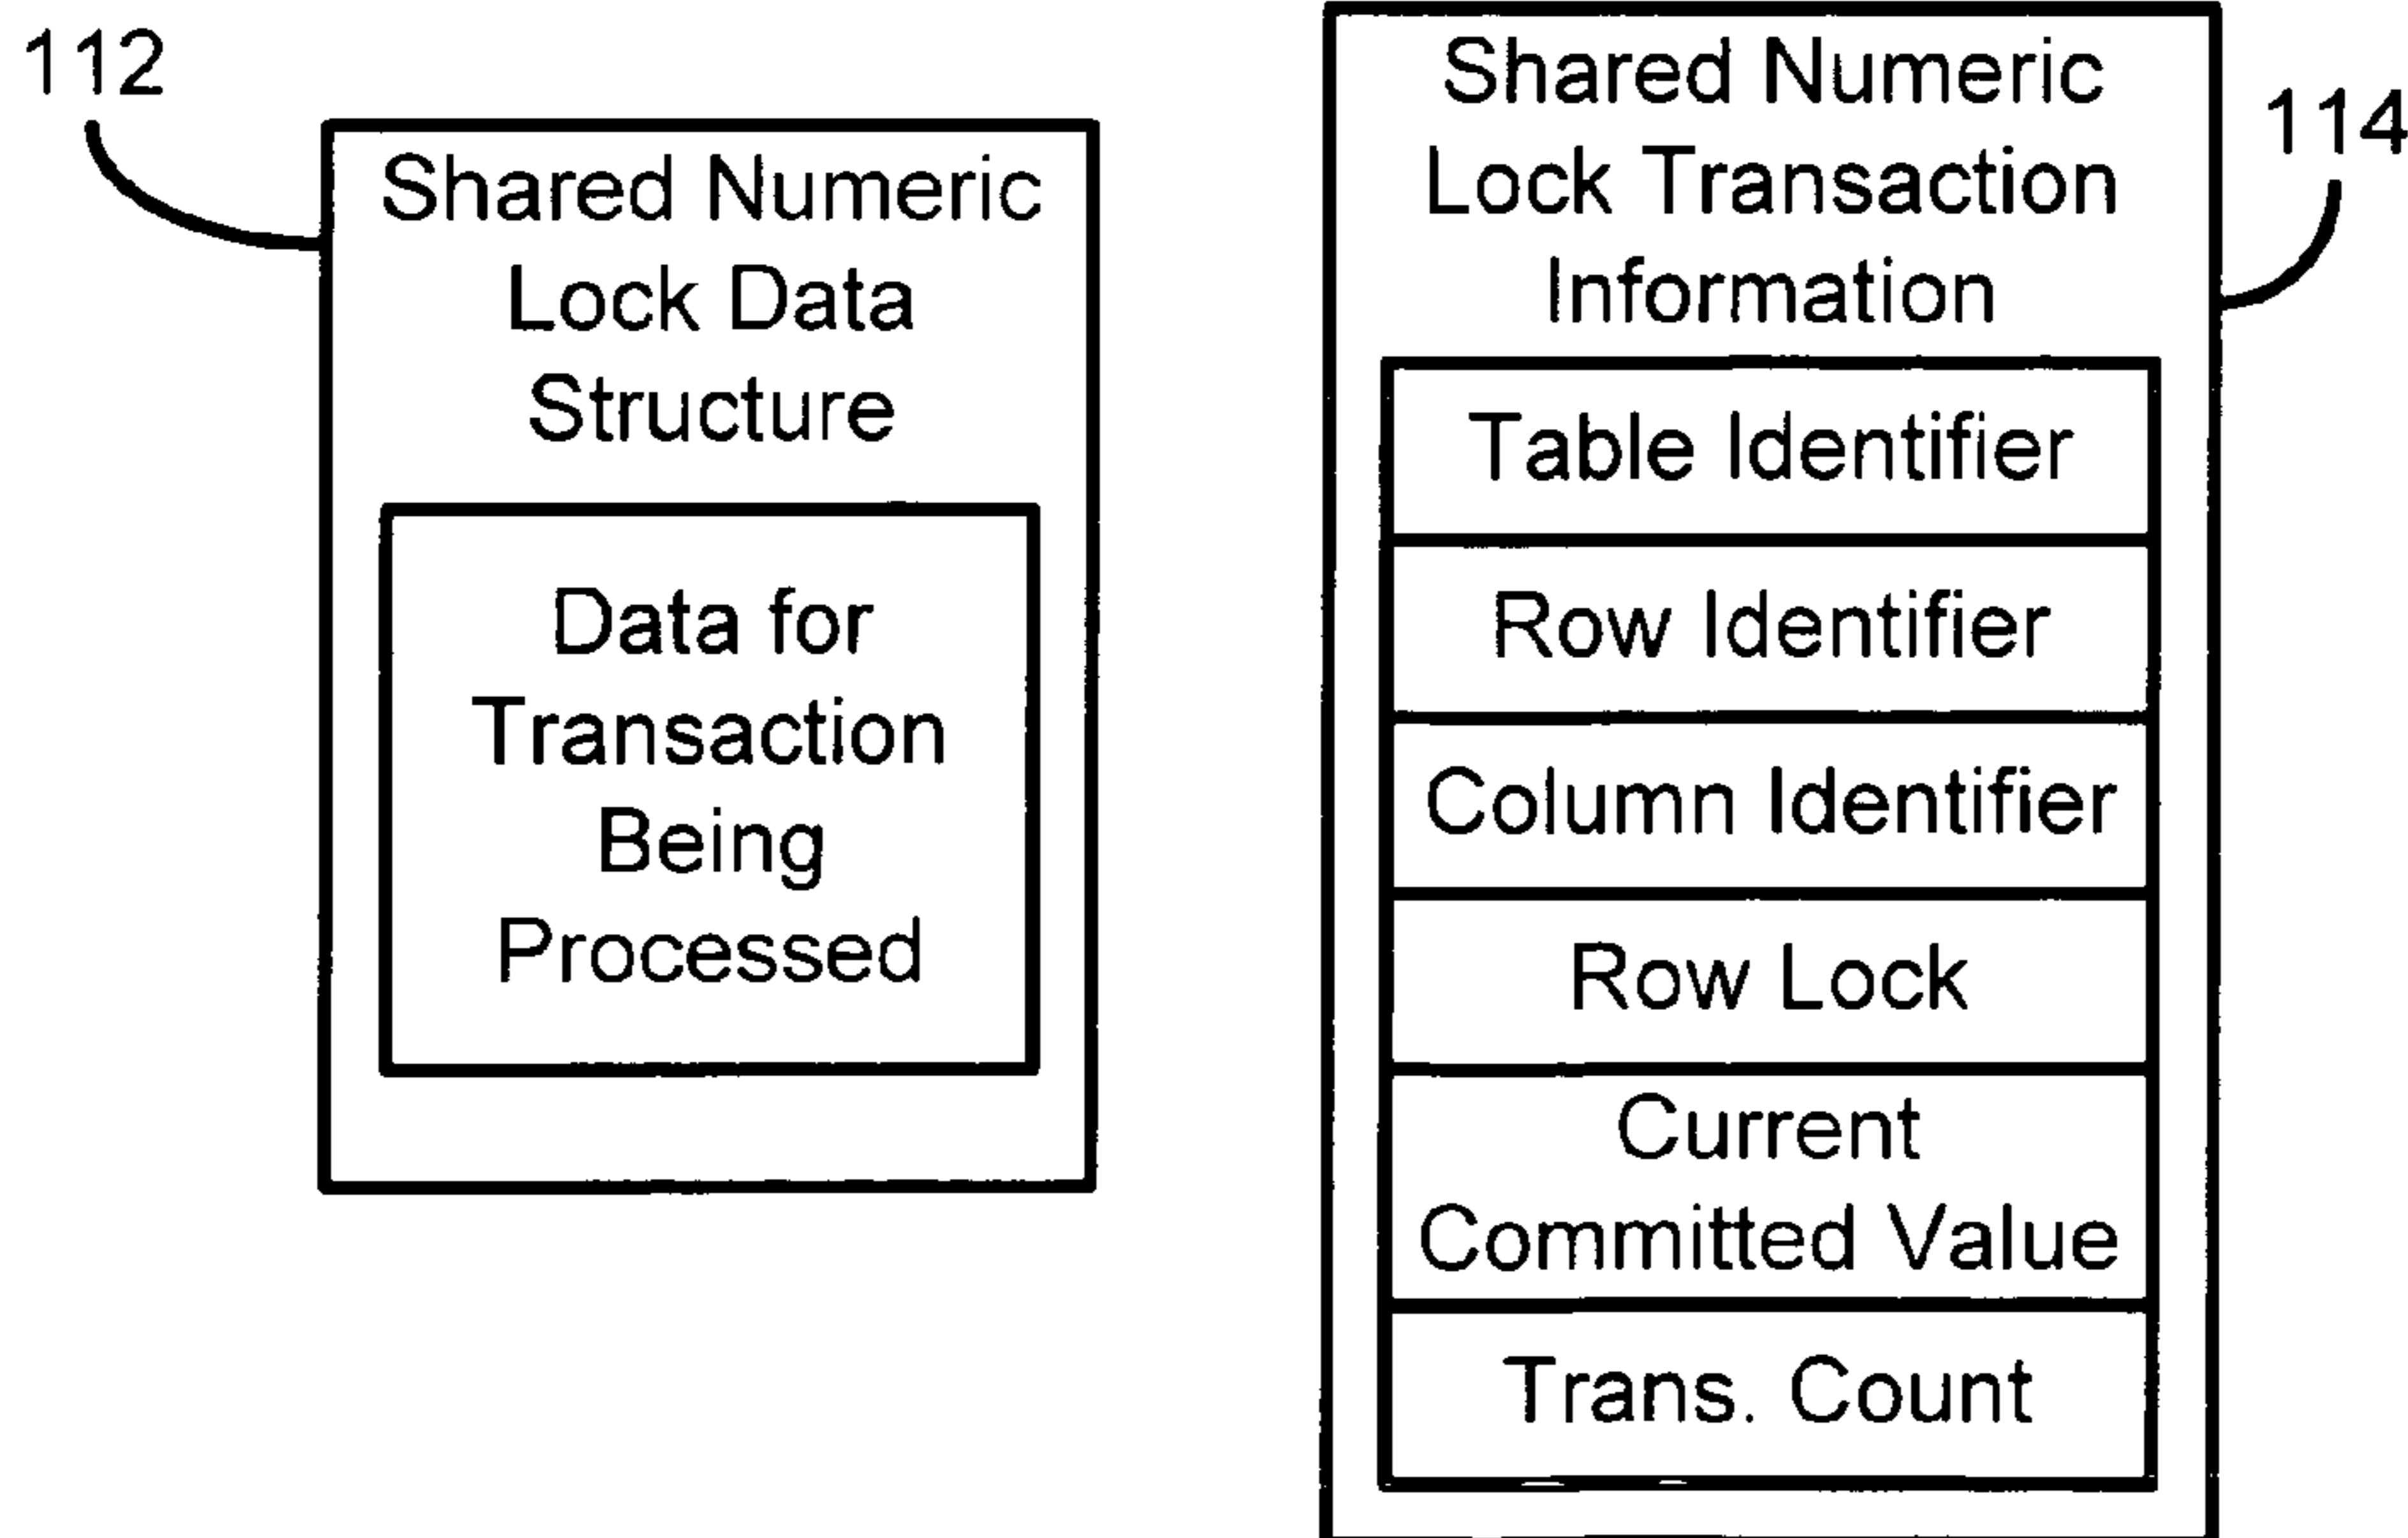 112
Shared Numeric
Lock Data
Structure
Data for
Transaction
Being
Processed
Shared Numeric
Lock Transaction
Information
114
Table Identifier
Row Identifier
Column Identifier
Row Lock
Current
Committed Value
Trans. Count